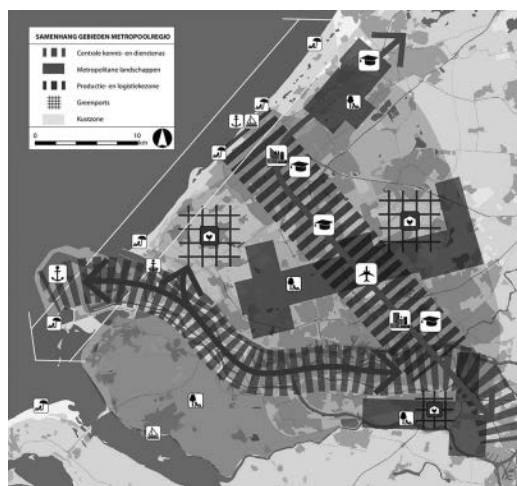 SAMENHANG GEBIEDEN METROPOOLREGIO
Centrale kennis- en dienstenas
Metropolitane landschappen
Productie- en logistiekezone
Greenports
Kustzone
0 10
km